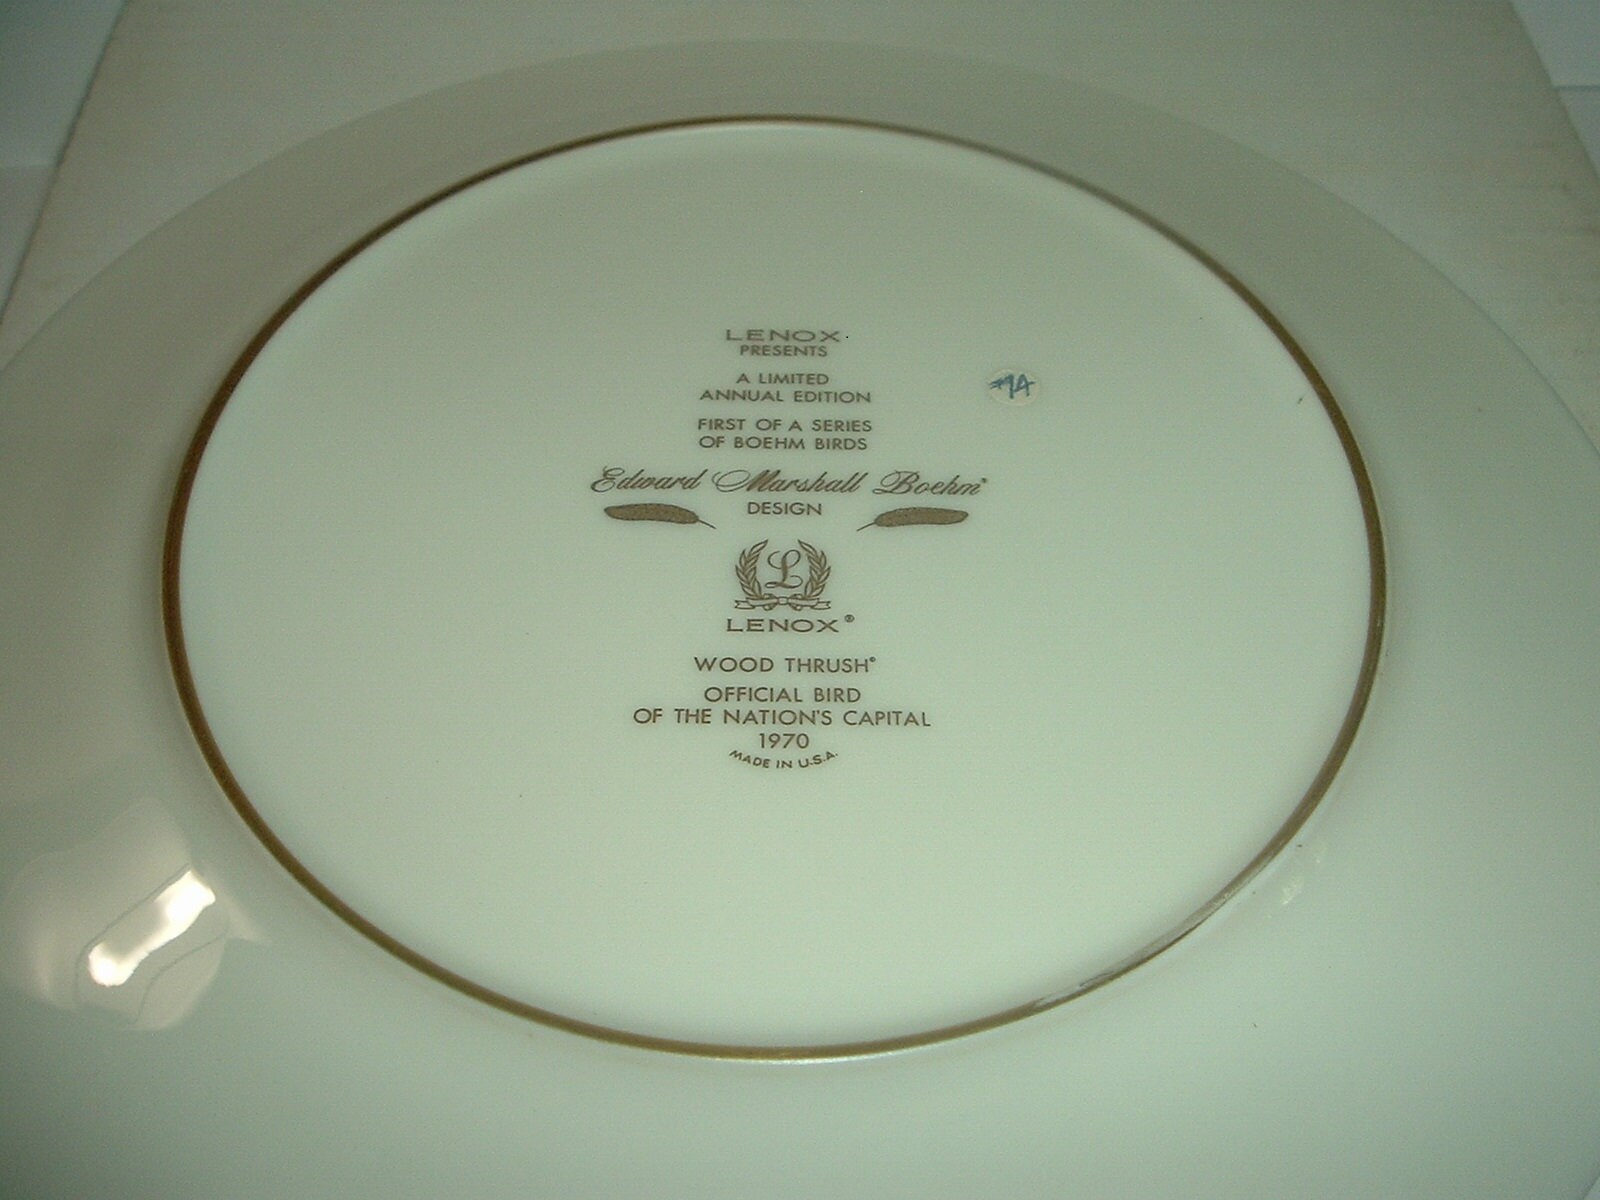 LENOX
PRESENTS
A LIMITED
ANNUAL EDITION
FIRST OF A SERIES
OF BOEHM BIRDS
Edward Marshall Boehm®
DESIGN
L
LENOX®
WOOD THRUSH®
OFFICIAL BIRD
OF THE NATION'S CAPITAL
1970
MADE IN U.S.A.
#74